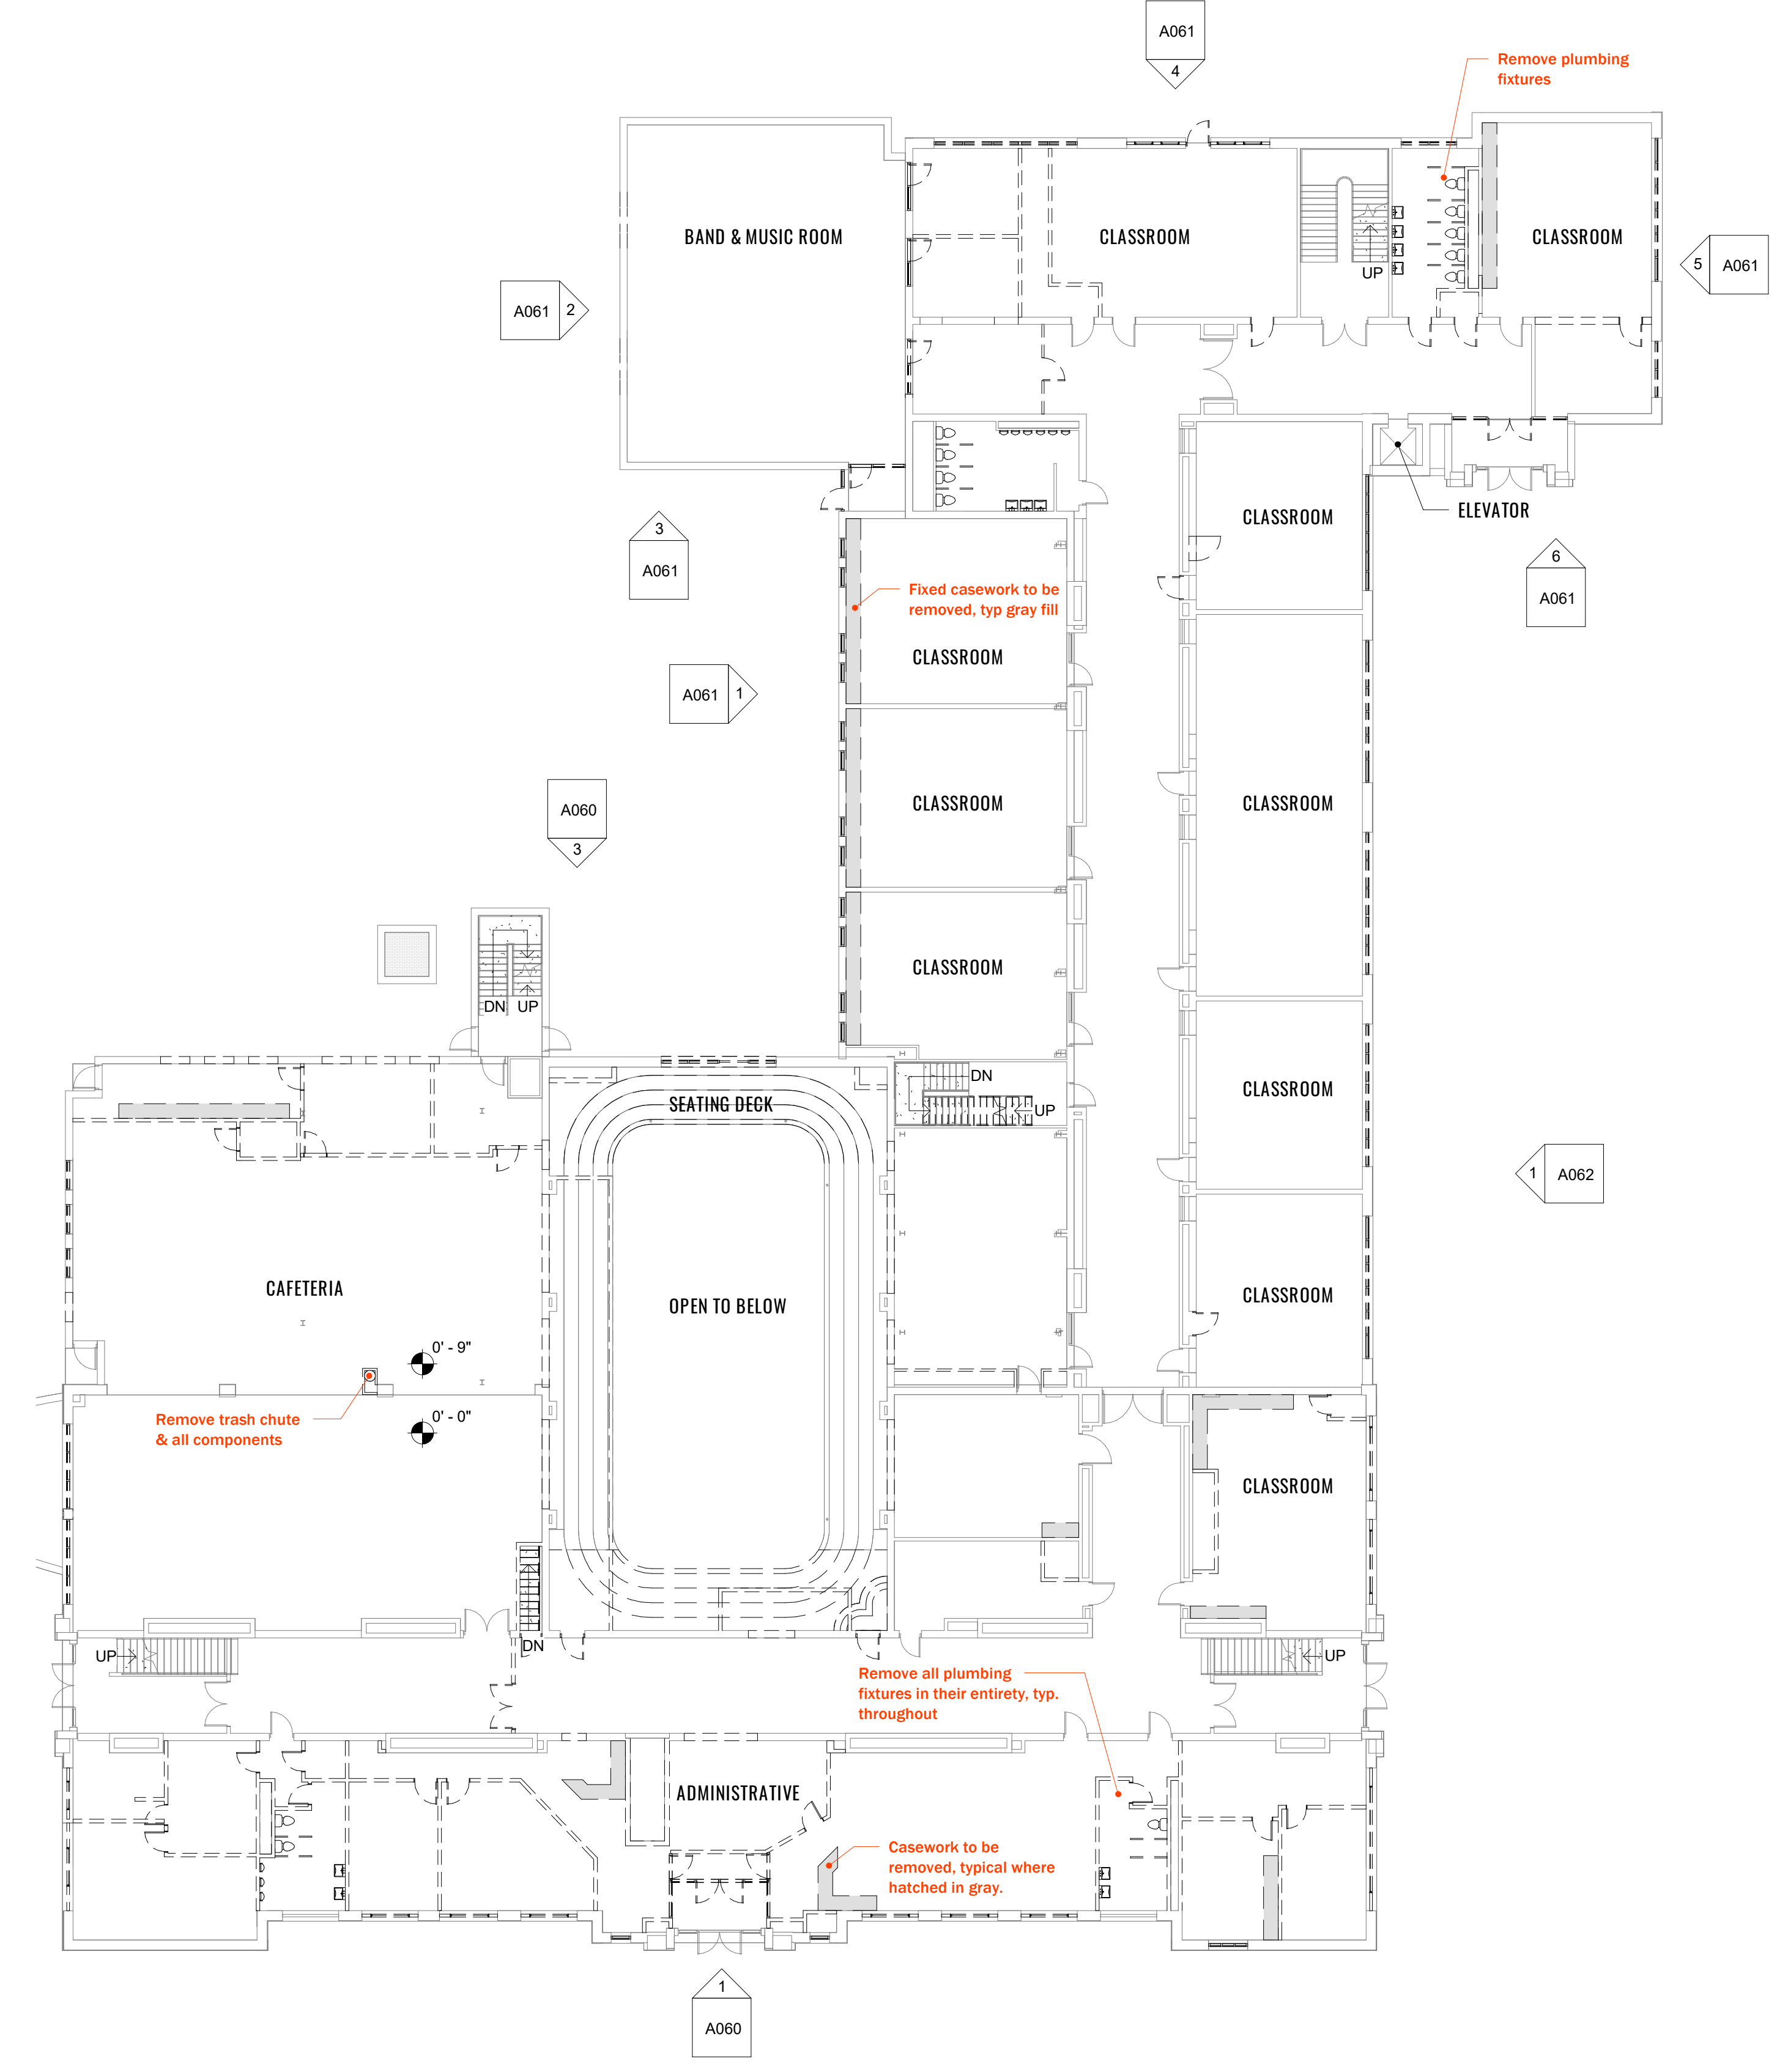 A061
4
Remove plumbing
fixtures
BAND & MUSIC ROOM
CLASSROOM
CLASSROOM
UP
5
A061
A061
2
CLASSROOM
ELEVATOR
3
A061
6
A061
Fixed casework to be
removed, typ gray fill
CLASSROOM
A061
1
A060
3
CLASSROOM
CLASSROOM
CLASSROOM
DN
UP
DN
UP
SEATING DECK
CLASSROOM
1
A062
CAFETERIA
OPEN TO BELOW
CLASSROOM
0' - 9"
0' - 0"
Remove trash chute
& all components
CLASSROOM
DN
UP
UP
Remove all plumbing
fixtures in their entirety, typ.
throughout
ADMINISTRATIVE
Casework to be
removed, typical where
hatched in gray.
1
A060